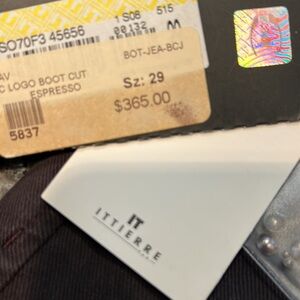 1 S08 515
SO70F3 45656 00132 M
AV BOT-JEA-BCJ
C LOGO BOOT CUT
ESPRESSO
Sz: 29
$365.00
5837
IT
ITTIERRE